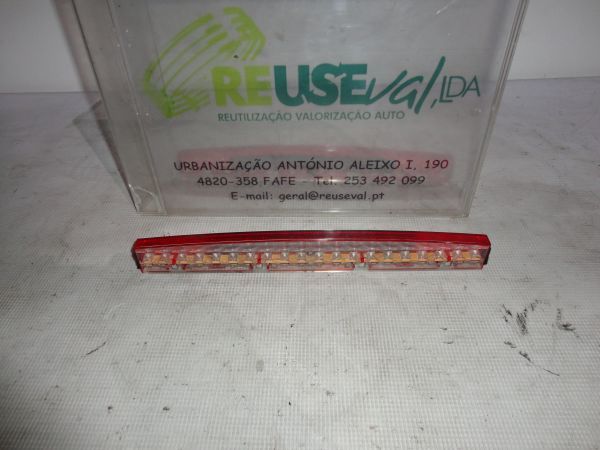 REUSEval, LDA
REUTILIZAÇÃO VALORIZAÇÃO AUTO
URBANIZAÇÃO ANTÓNIO ALEIXO I, 190
4820-358 FAFE - Tel: 253 492 099
E-mail: geral@reuseval.pt